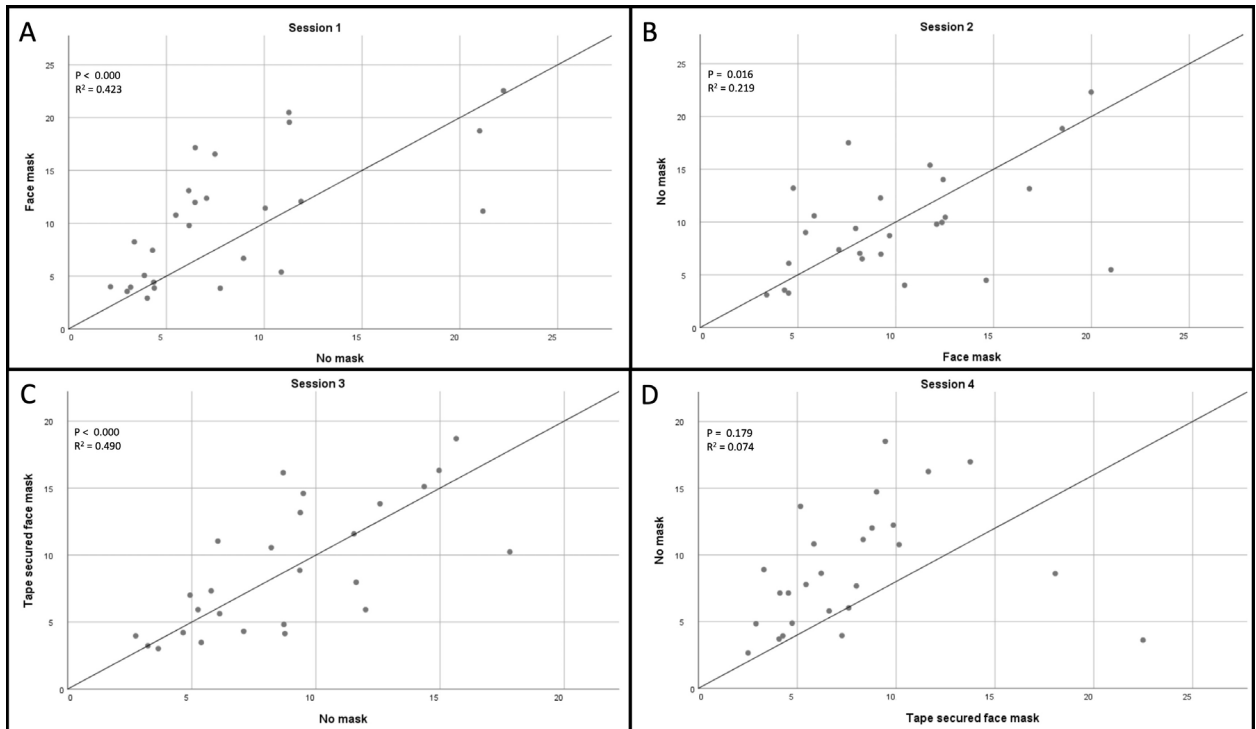 A
Session 1
P < 0.000
R² = 0.423
Face mask
25
20
15
10
5
0
0 5 10 15 20 25
No mask
B
Session 2
P = 0.016
R² = 0.219
No mask
25
20
15
10
5
0
0 5 10 15 20 25
Face mask
C
Session 3
P < 0.000
R² = 0.490
Tape secured face mask
20
15
10
5
0
0 5 10 15 20
No mask
D
Session 4
P = 0.179
R² = 0.074
No mask
20
15
10
5
0
0 5 10 15 20 25
Tape secured face mask